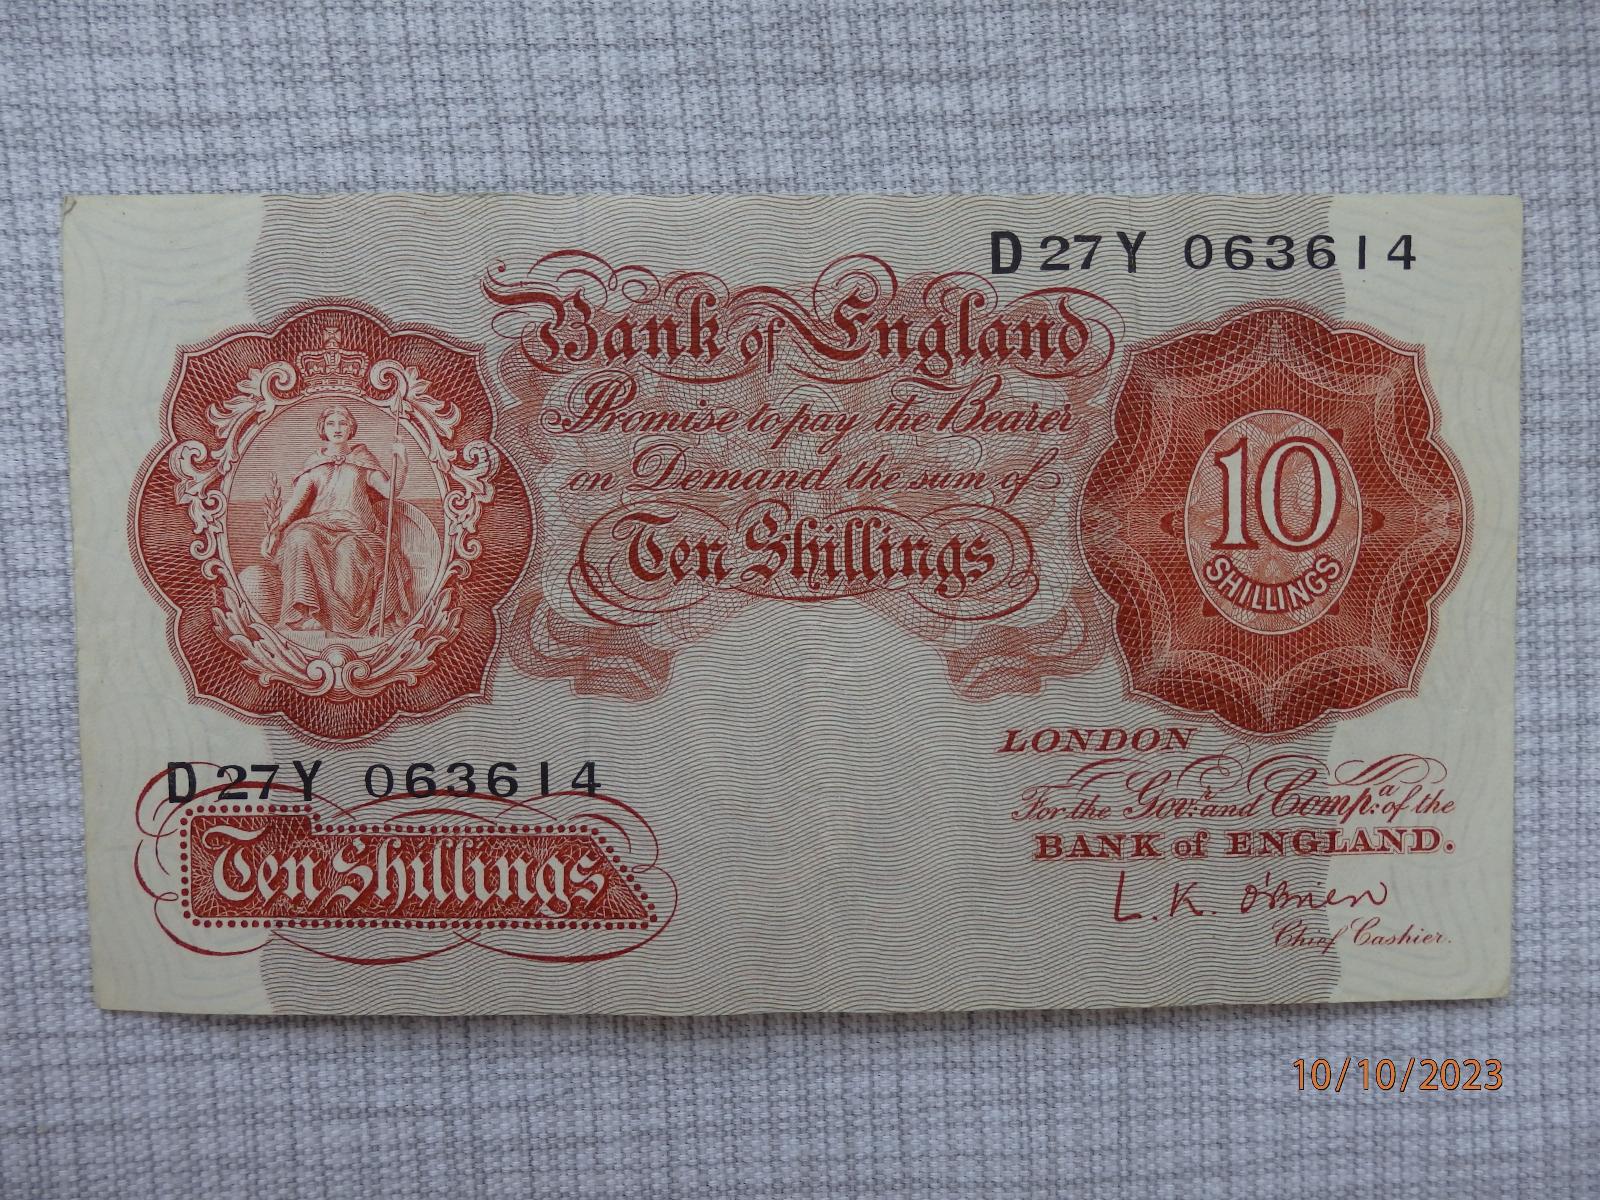 D 27 Y 063614
Bank of England
Promise to pay the Bearer
on Demand the sum of
Ten Shillings
10
SHILLINGS
LONDON
For the Govr. and Compa. of the
BANK of ENGLAND.
L. K. O'Brien
Chief Cashier.
D 27 Y 063614
Ten Shillings
10/10/2023